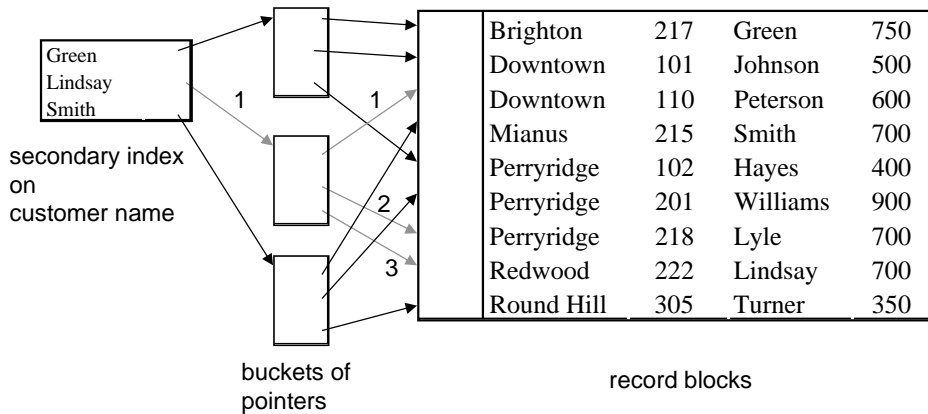 Green
Lindsay
Smith
secondary index
on
customer name
1
1
2
3
buckets of
pointers
Brighton 217 Green 750
Downtown 101 Johnson 500
Downtown 110 Peterson 600
Mianus 215 Smith 700
Perryridge 102 Hayes 400
Perryridge 201 Williams 900
Perryridge 218 Lyle 700
Redwood 222 Lindsay 700
Round Hill 305 Turner 350
record blocks